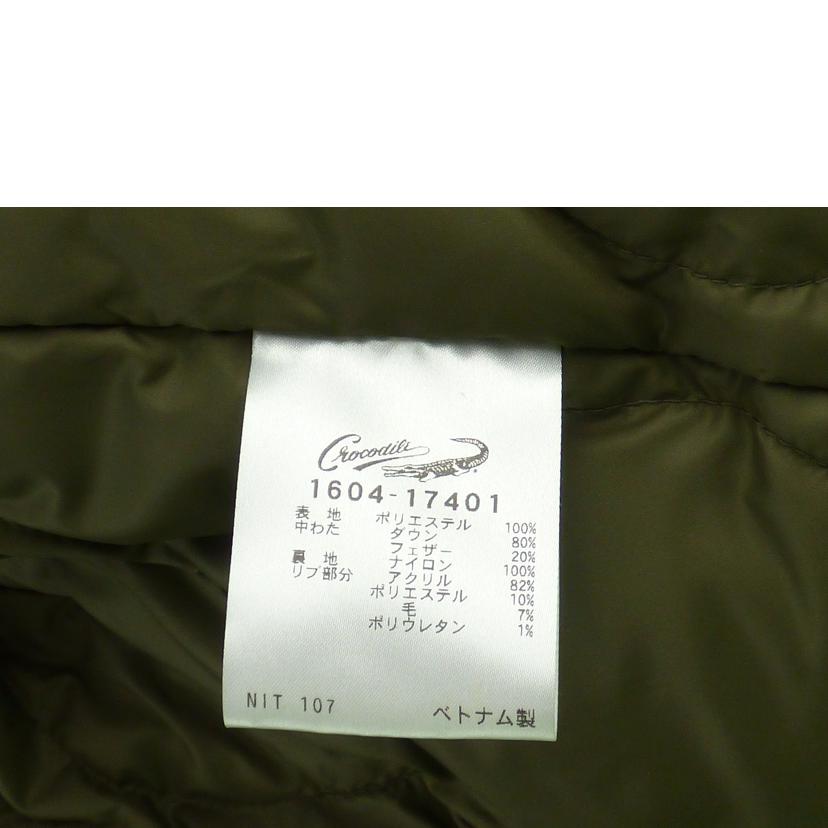 Crocodile
1604-17401
表 地 ポリエステル 100%
中わた ダウン 80%
フェザー 20%
裏 地 ナイロン 100%
リブ部分 アクリル 82%
ポリエステル 10%
毛 7%
ポリウレタン 1%
NIT 107 ベトナム製